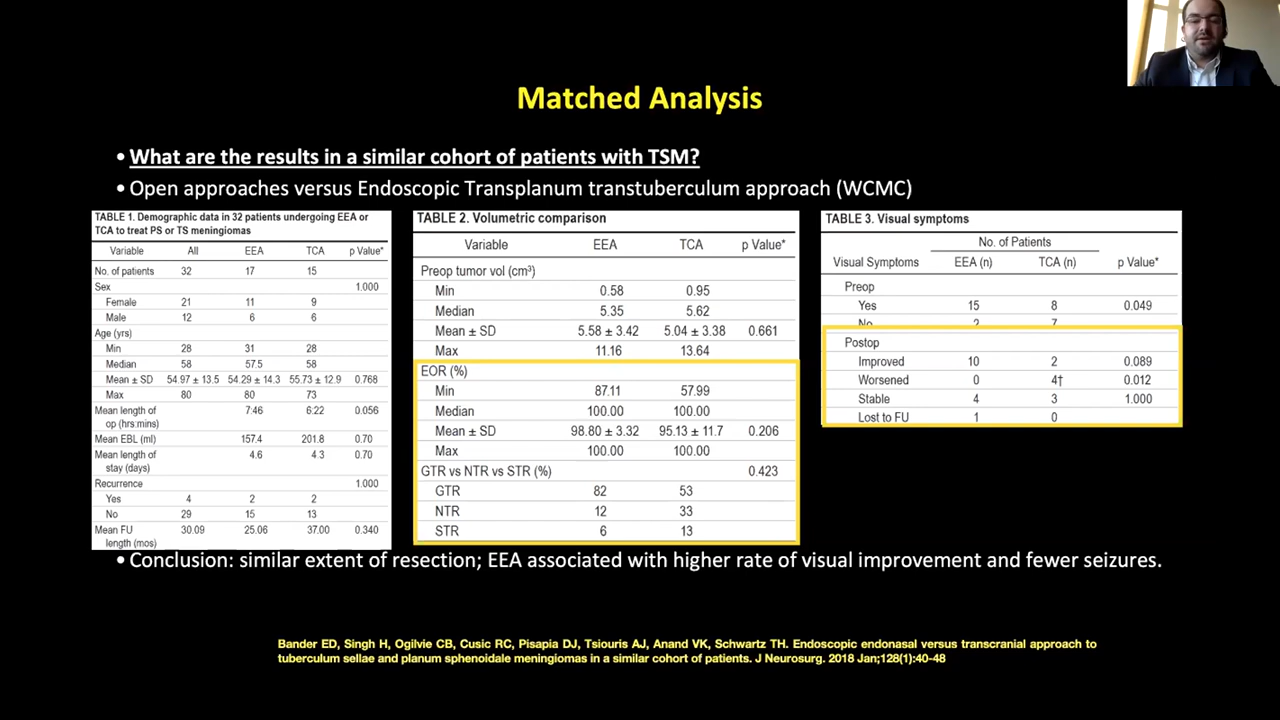 Matched Analysis
• What are the results in a similar cohort of patients with TSM?
• Open approaches versus Endoscopic Transplanum transtuberculum approach (WCMC)
TABLE 1. Demographic data in 32 patients undergoing EEA or
TCA to treat PS or TS meningiomas
Variable All EEA TCA p Value*
No. of patients 32 17 15
Sex 1.000
Female 21 11 9
Male 12 6 6
Age (yrs)
Min 28 31 28
Median 58 57.5 58
Mean ± SD 54.97 ± 13.5 54.29 ± 14.3 55.73 ± 12.9 0.768
Max 80 80 73
Mean length of 7:46 6.22 0.056
op (hrs:mins)
Mean EBL (ml) 157.4 201.8 0.70
Mean length of 4.6 4.3 0.70
stay (days)
Recurrence 1.000
Yes 4 2 2
No 29 15 13
Mean FU 30.09 25.06 37.00 0.340
length (mos)
TABLE 2. Volumetric comparison
Variable EEA TCA p Value*
Preop tumor vol (cm³)
Min 0.58 0.95
Median 5.35 5.62
Mean ± SD 5.58 ± 3.42 5.04 ± 3.38 0.661
Max 11.16 13.64
EOR (%)
Min 87.11 57.99
Median 100.00 100.00
Mean ± SD 98.80 ± 3.32 95.13 ± 11.7 0.206
Max 100.00 100.00
GTR vs NTR vs STR (%) 0.423
GTR 82 53
NTR 12 33
STR 6 13
TABLE 3. Visual symptoms
No. of Patients
Visual Symptoms EEA (n) TCA (n) p Value*
Preop
Yes 15 8 0.049
No 2 7
Postop
Improved 10 2 0.089
Worsened 0 4† 0.012
Stable 4 3 1.000
Lost to FU 1 0
• Conclusion: similar extent of resection; EEA associated with higher rate of visual improvement and fewer seizures.
Bander ED, Singh H, Ogilvie CB, Cusic RC, Pisapia DJ, Tsiouris AJ, Anand VK, Schwartz TH. Endoscopic endonasal versus transcranial approach to
tuberculum sellae and planum sphenoidale meningiomas in a similar cohort of patients. J Neurosurg. 2018 Jan;128(1):40-48